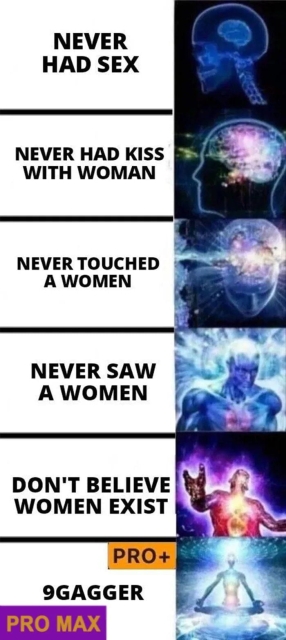 NEVER
HAD SEX
NEVER HAD KISS
WITH WOMAN
NEVER TOUCHED
A WOMEN
NEVER SAW
A WOMEN
DON'T BELIEVE
WOMEN EXIST
PRO+
9GAGGER
PRO MAX